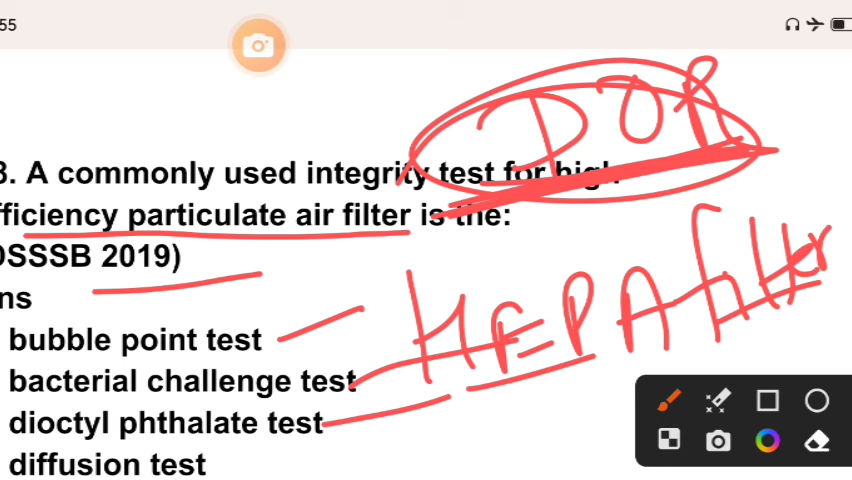 55
DOP
3. A commonly used integrity test for high
fficiency particulate air filter is the:
OSSSB 2019)
ns
HEPA filter
bubble point test
bacterial challenge test
dioctyl phthalate test
diffusion test